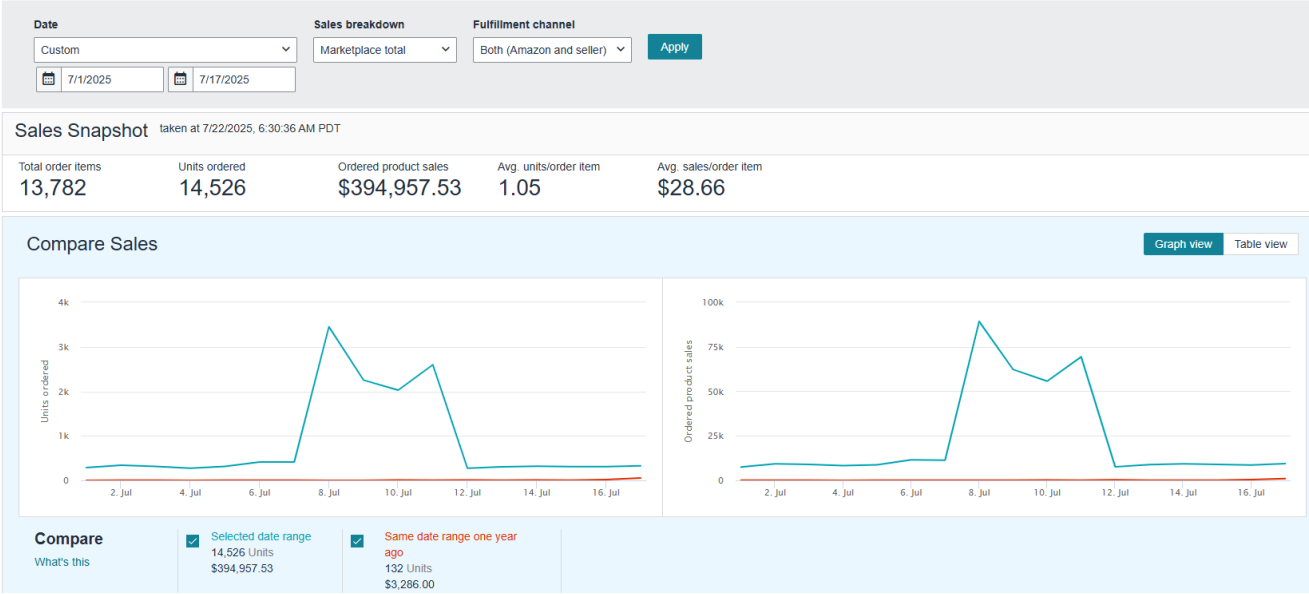 Date
Sales breakdown
Fulfillment channel
Custom
Marketplace total
Both (Amazon and seller)
Apply
7/1/2025
7/17/2025
Sales Snapshot
taken at 7/22/2025, 6:30:36 AM PDT
Total order items
Units ordered
Ordered product sales
Avg. units/order item
Avg. sales/order item
13,782
14,526
$394,957.53
1.05
$28.66
Compare Sales
Graph view
Table view
Units ordered
4k
3k
2k
1k
0
2. Jul
4. Jul
6. Jul
8. Jul
10. Jul
12. Jul
14. Jul
16. Jul
Ordered product sales
100k
75k
50k
25k
0
2. Jul
4. Jul
6. Jul
8. Jul
10. Jul
12. Jul
14. Jul
16. Jul
Compare
What's this
Selected date range
14,526 Units
$394,957.53
Same date range one year
ago
132 Units
$3,286.00